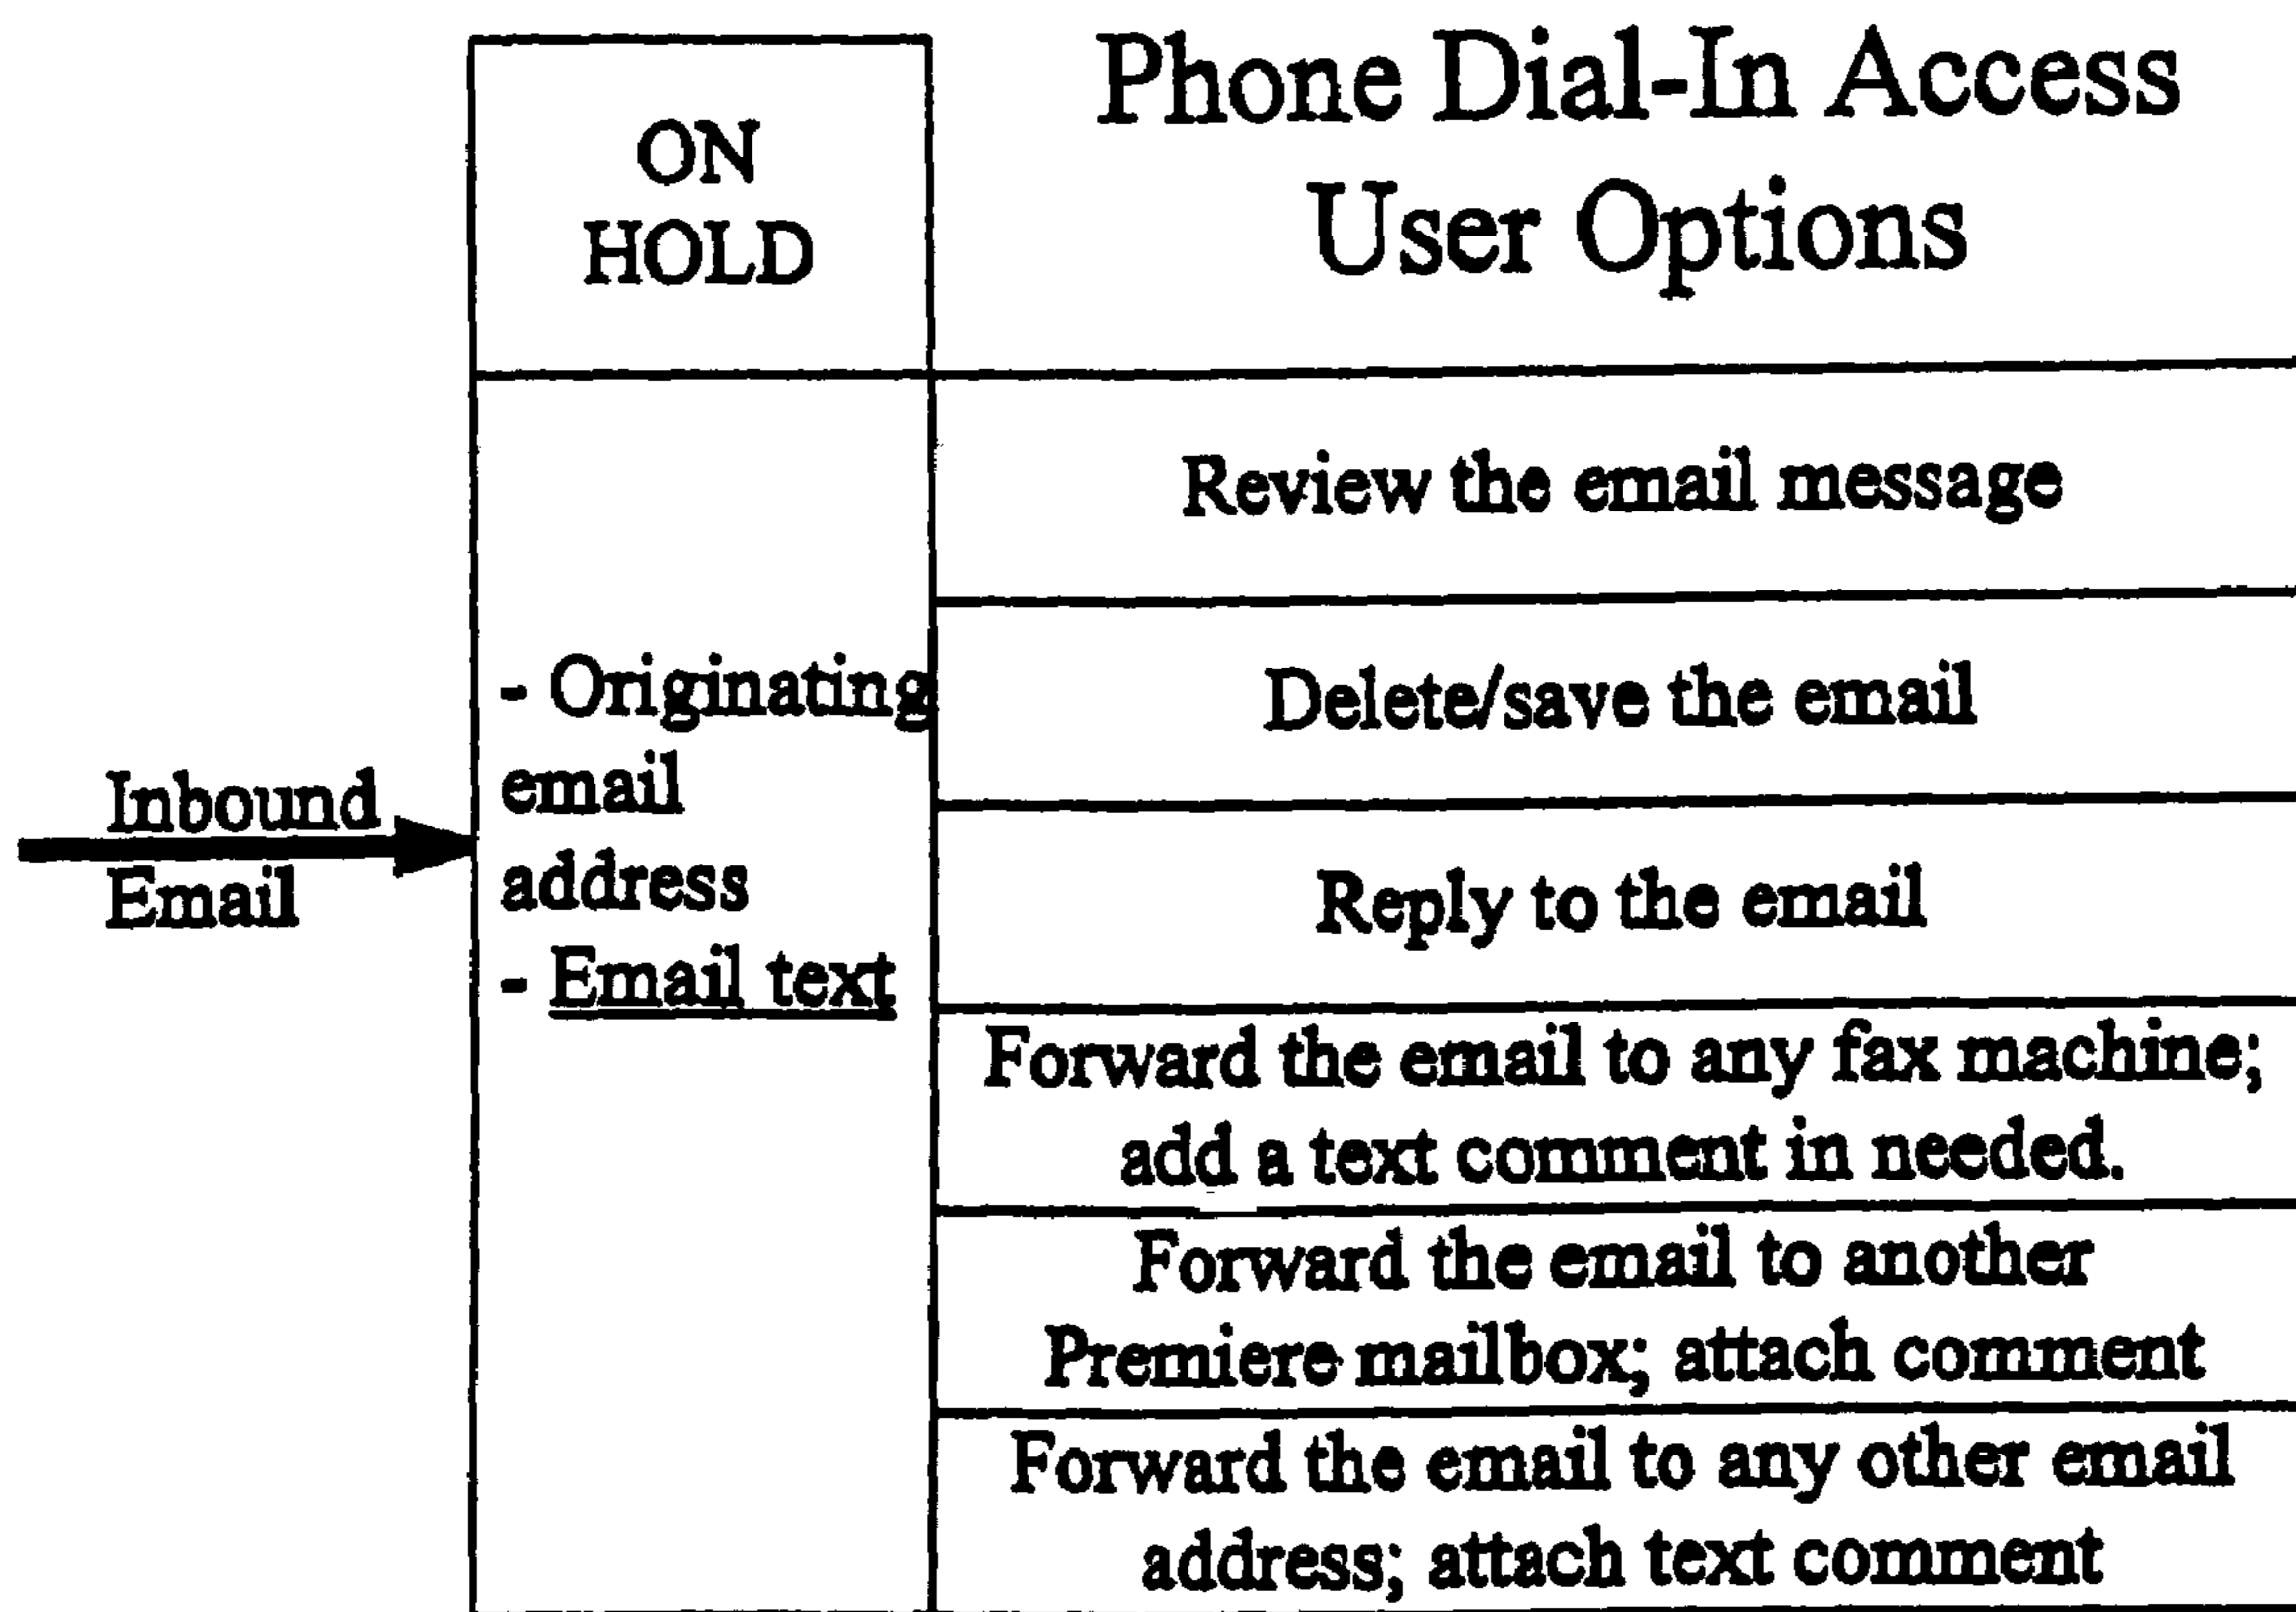 ON
HOLD
Phone Dial-In Access
User Options
Inbound
Email
- Originating
email
address
- Email text
Review the email message
Delete/save the email
Reply to the email
Forward the email to any fax machine;
add a text comment in needed.
Forward the email to another
Premiere mailbox; attach comment
Forward the email to any other email
address; attach text comment